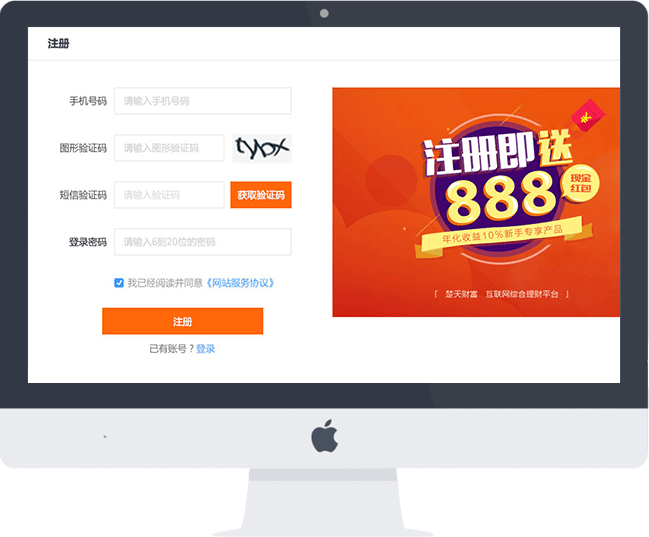 注册
手机号码 请输入手机号码
图形验证码 请输入图形验证码 tyox
短信验证码 请输入验证码 获取验证码
登录密码 请输入6到20位的密码
我已经阅读并同意《网站服务协议》
注册
已有账号？登录
注册即送
888
现金
红包
年化收益10%新手专享产品
「 楚天财富 互联网综合理财平台 」